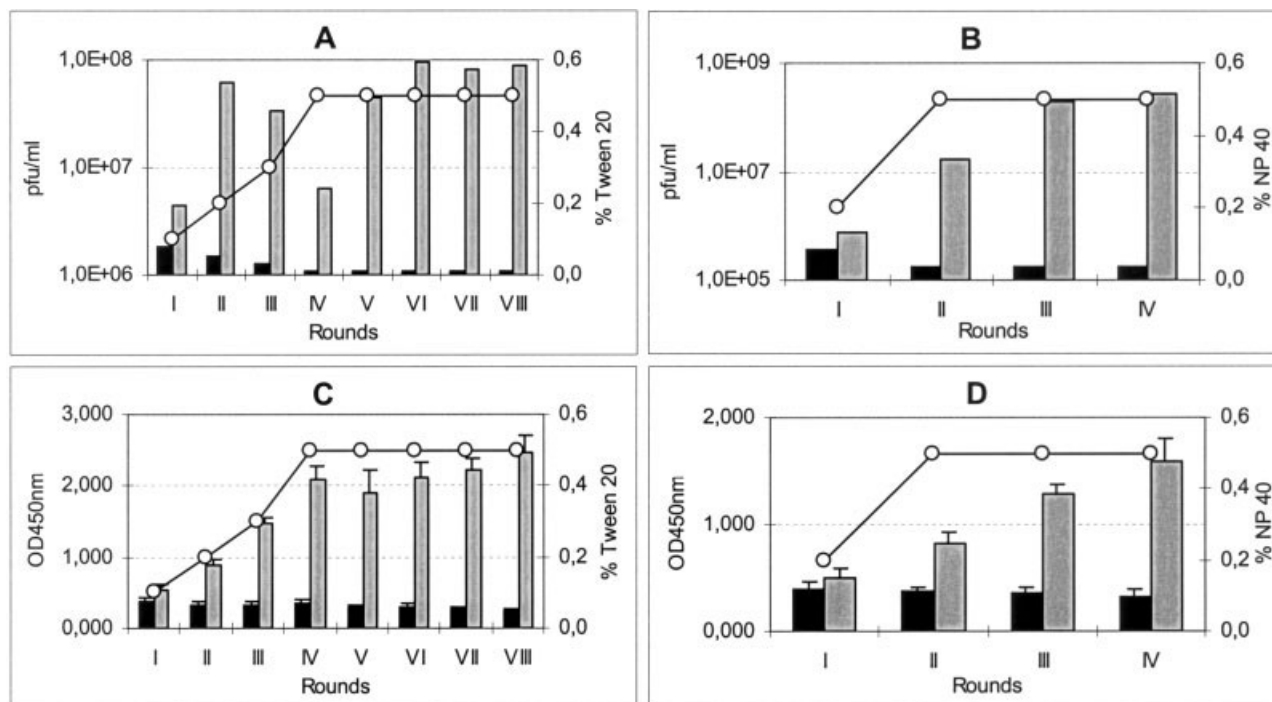 A
1,0E+08
1,0E+07
1,0E+06
pfu/ml
0,6
0,4
0,2
0,0
% Tween 20
I II III IV V VI VII VIII
Rounds
B
1,0E+09
1,0E+07
1,0E+05
pfu/ml
0,6
0,4
0,2
0,0
% NP 40
I II III IV
Rounds
C
3,000
2,000
1,000
0,000
OD450nm
0,6
0,4
0,2
0,0
% Tween 20
I II III IV V VI VII VIII
Rounds
D
2,000
1,000
0,000
OD450nm
0,6
0,4
0,2
0,0
% NP 40
I II III IV
Rounds